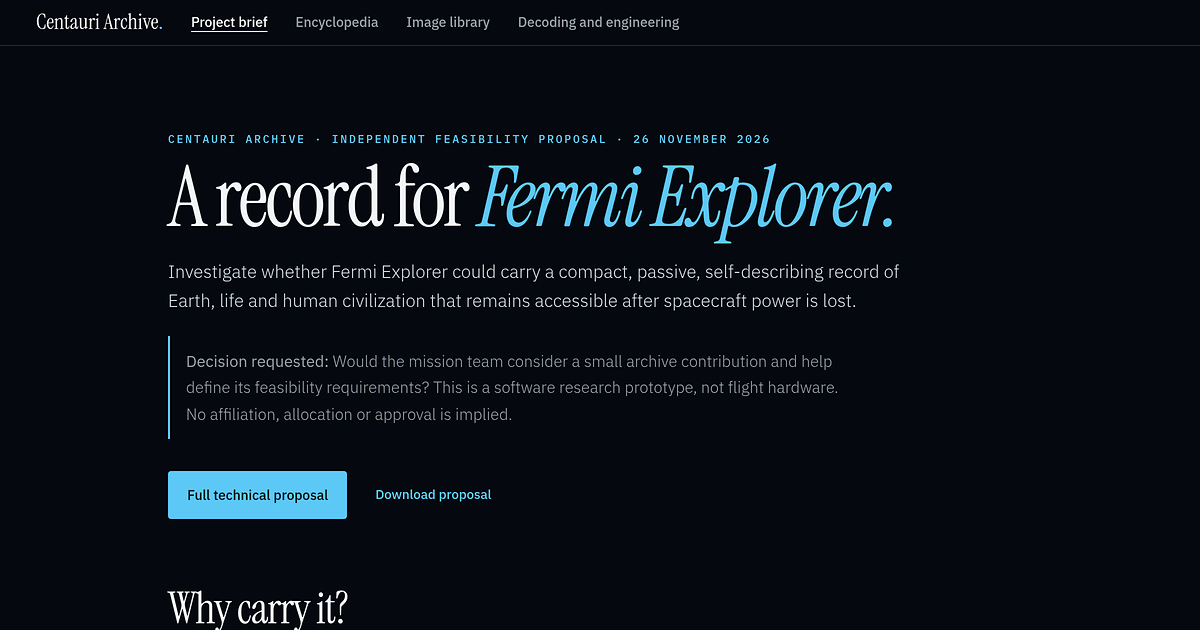 Centauri Archive. Project brief Encyclopedia Image library Decoding and engineering
CENTAURI ARCHIVE · INDEPENDENT FEASIBILITY PROPOSAL · 26 NOVEMBER 2026
A record for Fermi Explorer.
Investigate whether Fermi Explorer could carry a compact, passive, self-describing record of
Earth, life and human civilization that remains accessible after spacecraft power is lost.
Decision requested: Would the mission team consider a small archive contribution and help
define its feasibility requirements? This is a software research prototype, not flight hardware.
No affiliation, allocation or approval is implied.
Full technical proposal Download proposal
Why carry it?